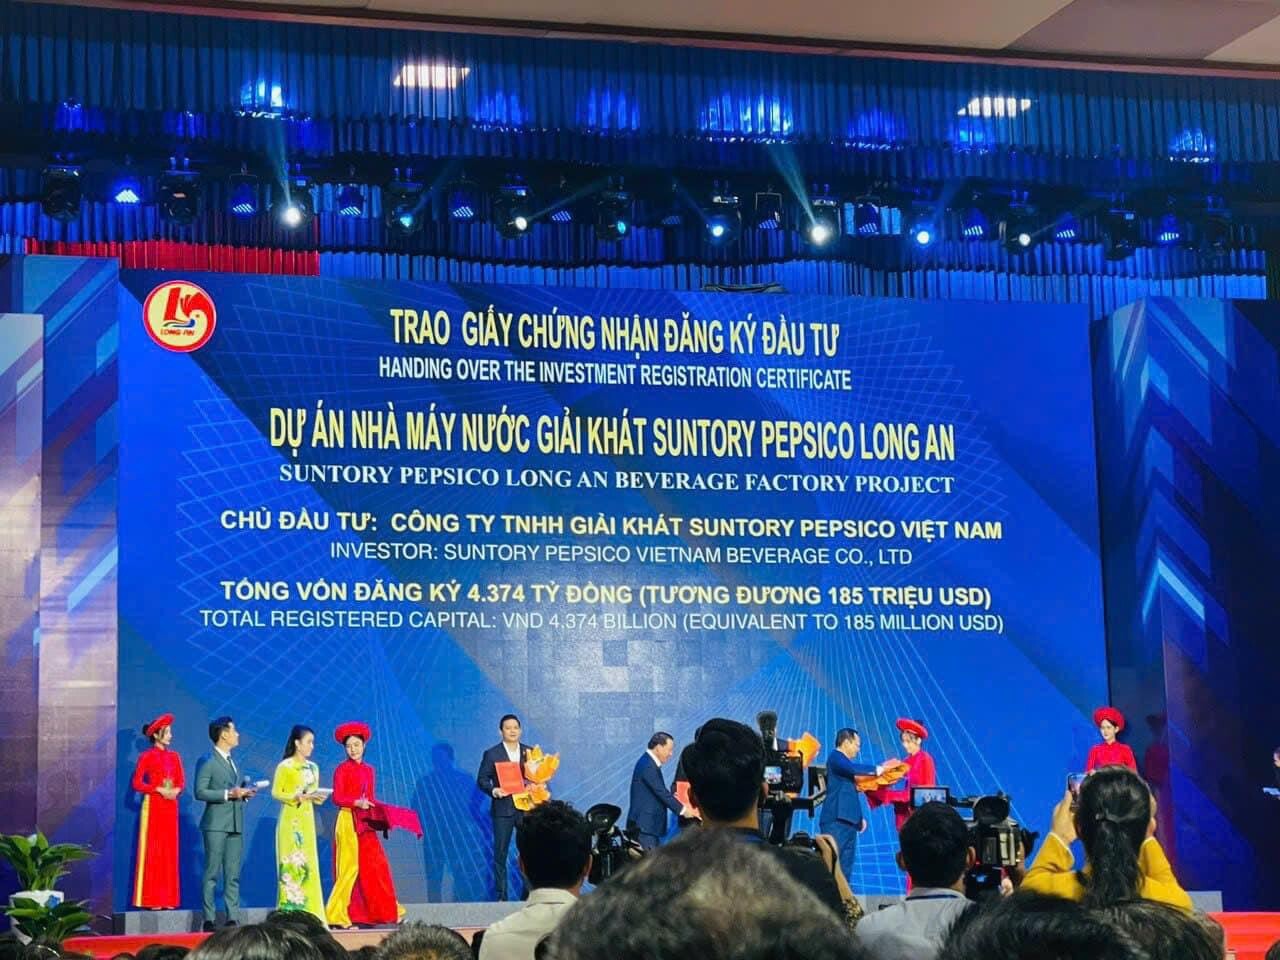 LONG AN
TRAO GIẤY CHỨNG NHẬN ĐĂNG KÝ ĐẦU TƯ
HANDING OVER THE INVESTMENT REGISTRATION CERTIFICATE
DỰ ÁN NHÀ MÁY NƯỚC GIẢI KHÁT SUNTORY PEPSICO LONG AN
SUNTORY PEPSICO LONG AN BEVERAGE FACTORY PROJECT
CHỦ ĐẦU TƯ: CÔNG TY TNHH GIẢI KHÁT SUNTORY PEPSICO VIỆT NAM
INVESTOR: SUNTORY PEPSICO VIETNAM BEVERAGE CO., LTD
TỔNG VỐN ĐĂNG KÝ 4.374 TỶ ĐỒNG (TƯƠNG ĐƯƠNG 185 TRIỆU USD)
TOTAL REGISTERED CAPITAL: VND 4,374 BILLION (EQUIVALENT TO 185 MILLION USD)